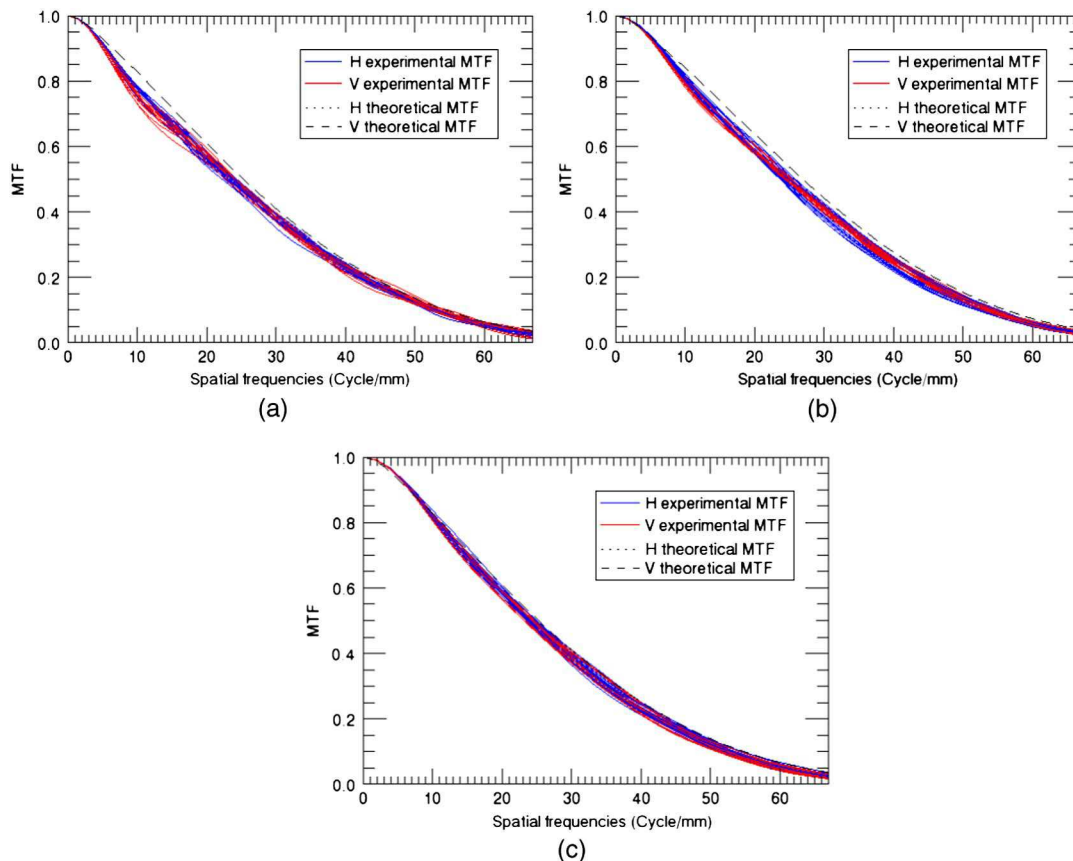 1.0
0.8
0.6
0 4
0.2
0.0
MTF
0 10 20 30 40 50 60
Spatial frequencies (Cycle/mm)
H experimental MTF
V experimental MTF
H theoretical MTF
V theoretical MTF
(a)
1.0
0.8
0.6
0 4
0.2
0.0
MTF
0 10 20 30 40 50 60
Spatial frequencies (Cycle/mm)
H experimental MTF
V experimental MTF
H theoretical MTF
V theoretical MTF
(b)
1.0
0.8
0.6
0 4
0.2
0.0
MTF
0 10 20 30 40 50 60
Spatial frequencies (Cycle/mm)
H experimental MTF
V experimental MTF
H theoretical MTF
V theoretical MTF
(c)